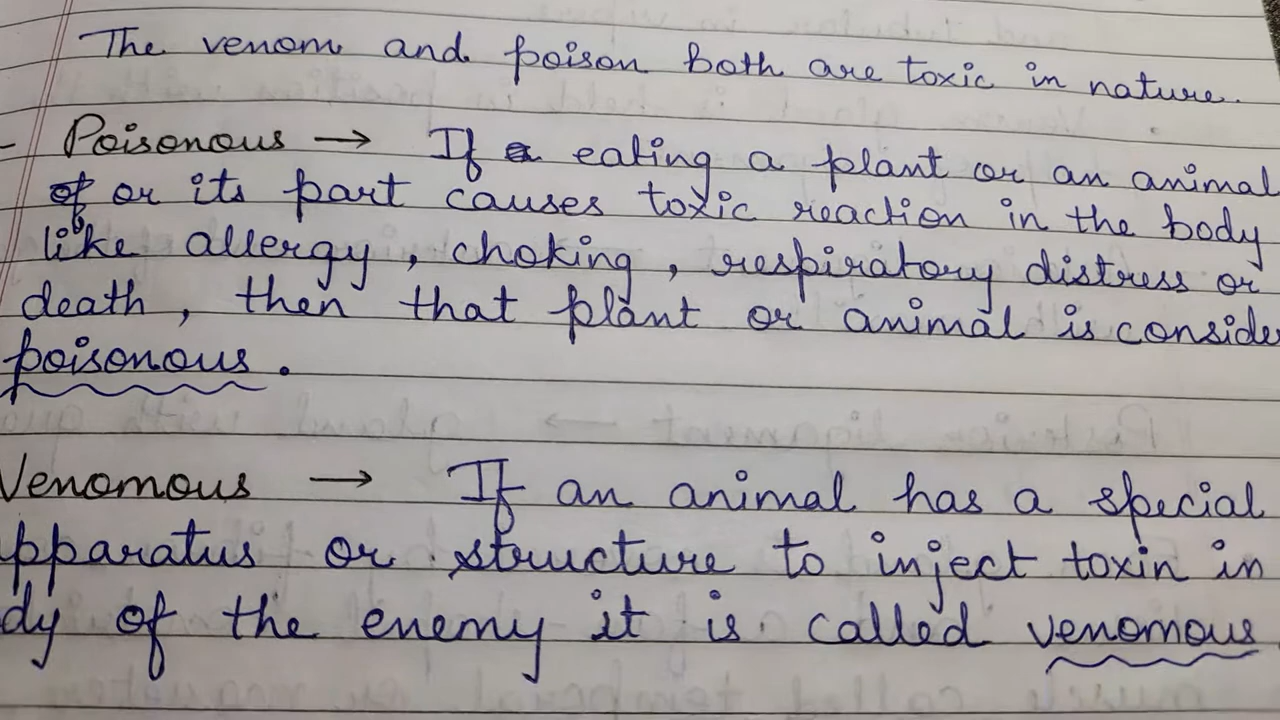 The venom and poison both are toxic in nature.
- Poisonous → If a eating a plant or an animal
of or its part causes toxic reaction in the body
like allergy, choking, respiratory distress or
death, then that plant or animal is conside
poisonous.
Venomous → If an animal has a special
pparatus or structure to inject toxin in
dy of the enemy it is called venomous